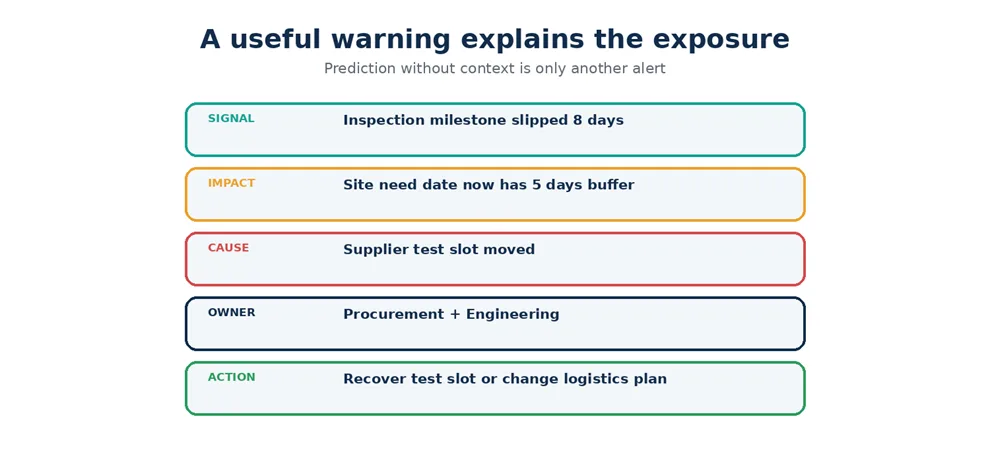 A useful warning explains the exposure
Prediction without context is only another alert
SIGNAL Inspection milestone slipped 8 days
IMPACT Site need date now has 5 days buffer
CAUSE Supplier test slot moved
OWNER Procurement + Engineering
ACTION Recover test slot or change logistics plan